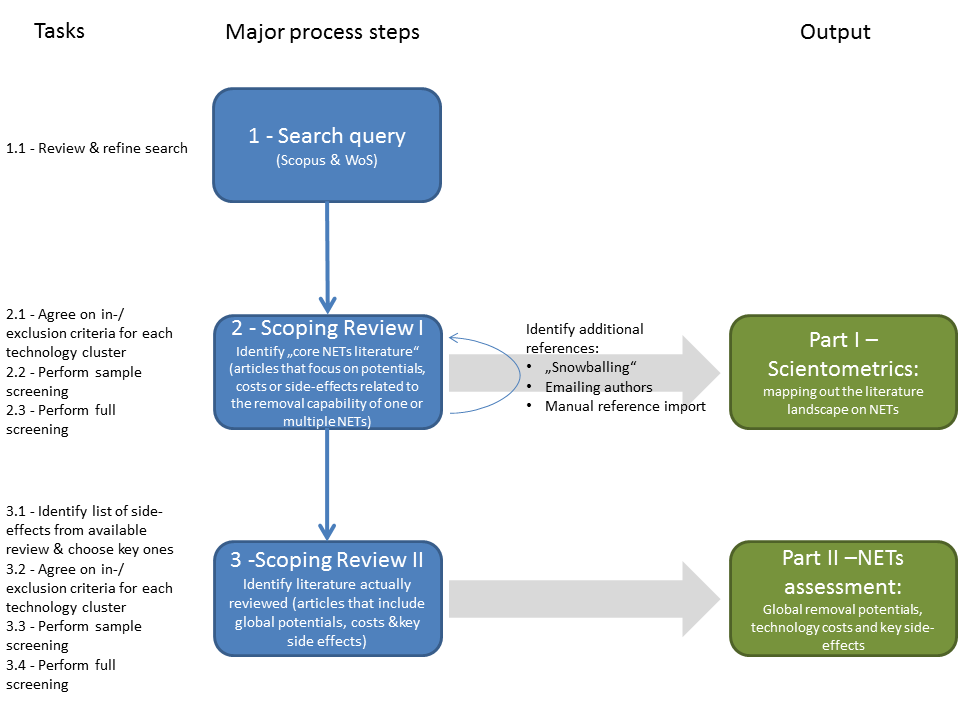 Tasks
Major process steps
Output
1.1 - Review & refine search
1 - Search query
(Scopus & WoS)
2.1 - Agree on in-/
exclusion criteria for each
technology cluster
2.2 - Perform sample
screening
2.3 - Perform full
screening
2 - Scoping Review I
Identify „core NETs literature“
(articles that focus on potentials,
costs or side-effects related to
the removal capability of one or
multiple NETs)
Identify additional
references:
• „Snowballing“
• Emailing authors
• Manual reference import
Part I –
Scientometrics:
mapping out the literature
landscape on NETs
3.1 - Identify list of side-
effects from available
review & choose key ones
3.2 - Agree on in-/
exclusion criteria for each
technology cluster
3.3 - Perform sample
screening
3.4 - Perform full
screening
3 -Scoping Review II
Identify literature actually
reviewed (articles that include
global potentials, costs &key
side effects)
Part II –NETs
assessment:
Global removal potentials,
technology costs and key side-
effects